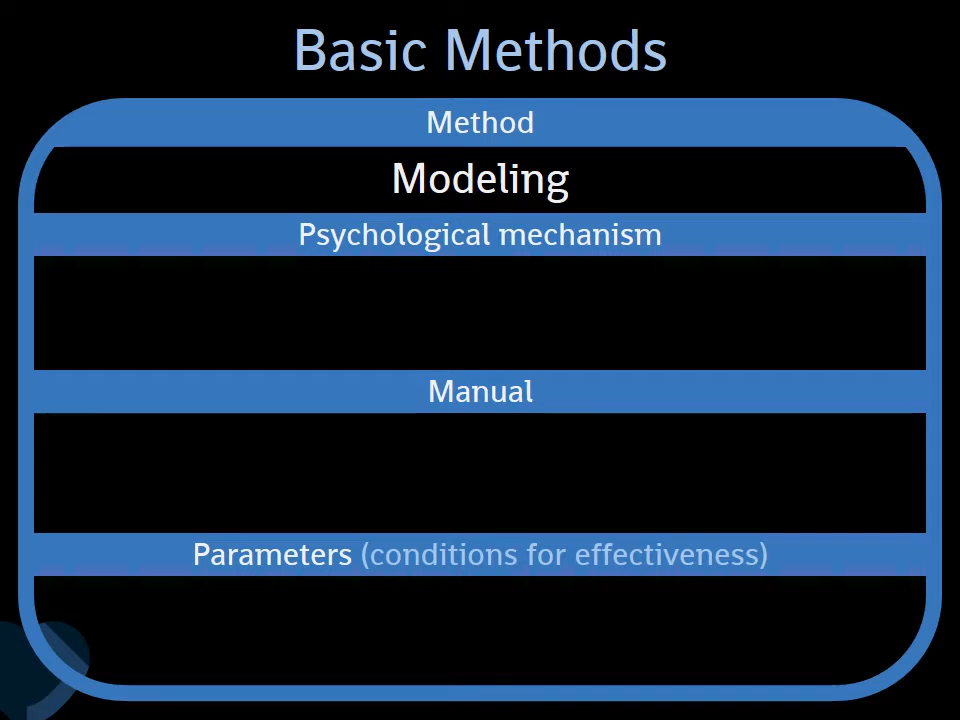 Basic Methods
Method
Modeling
Psychological mechanism
Manual
Parameters (conditions for effectiveness)